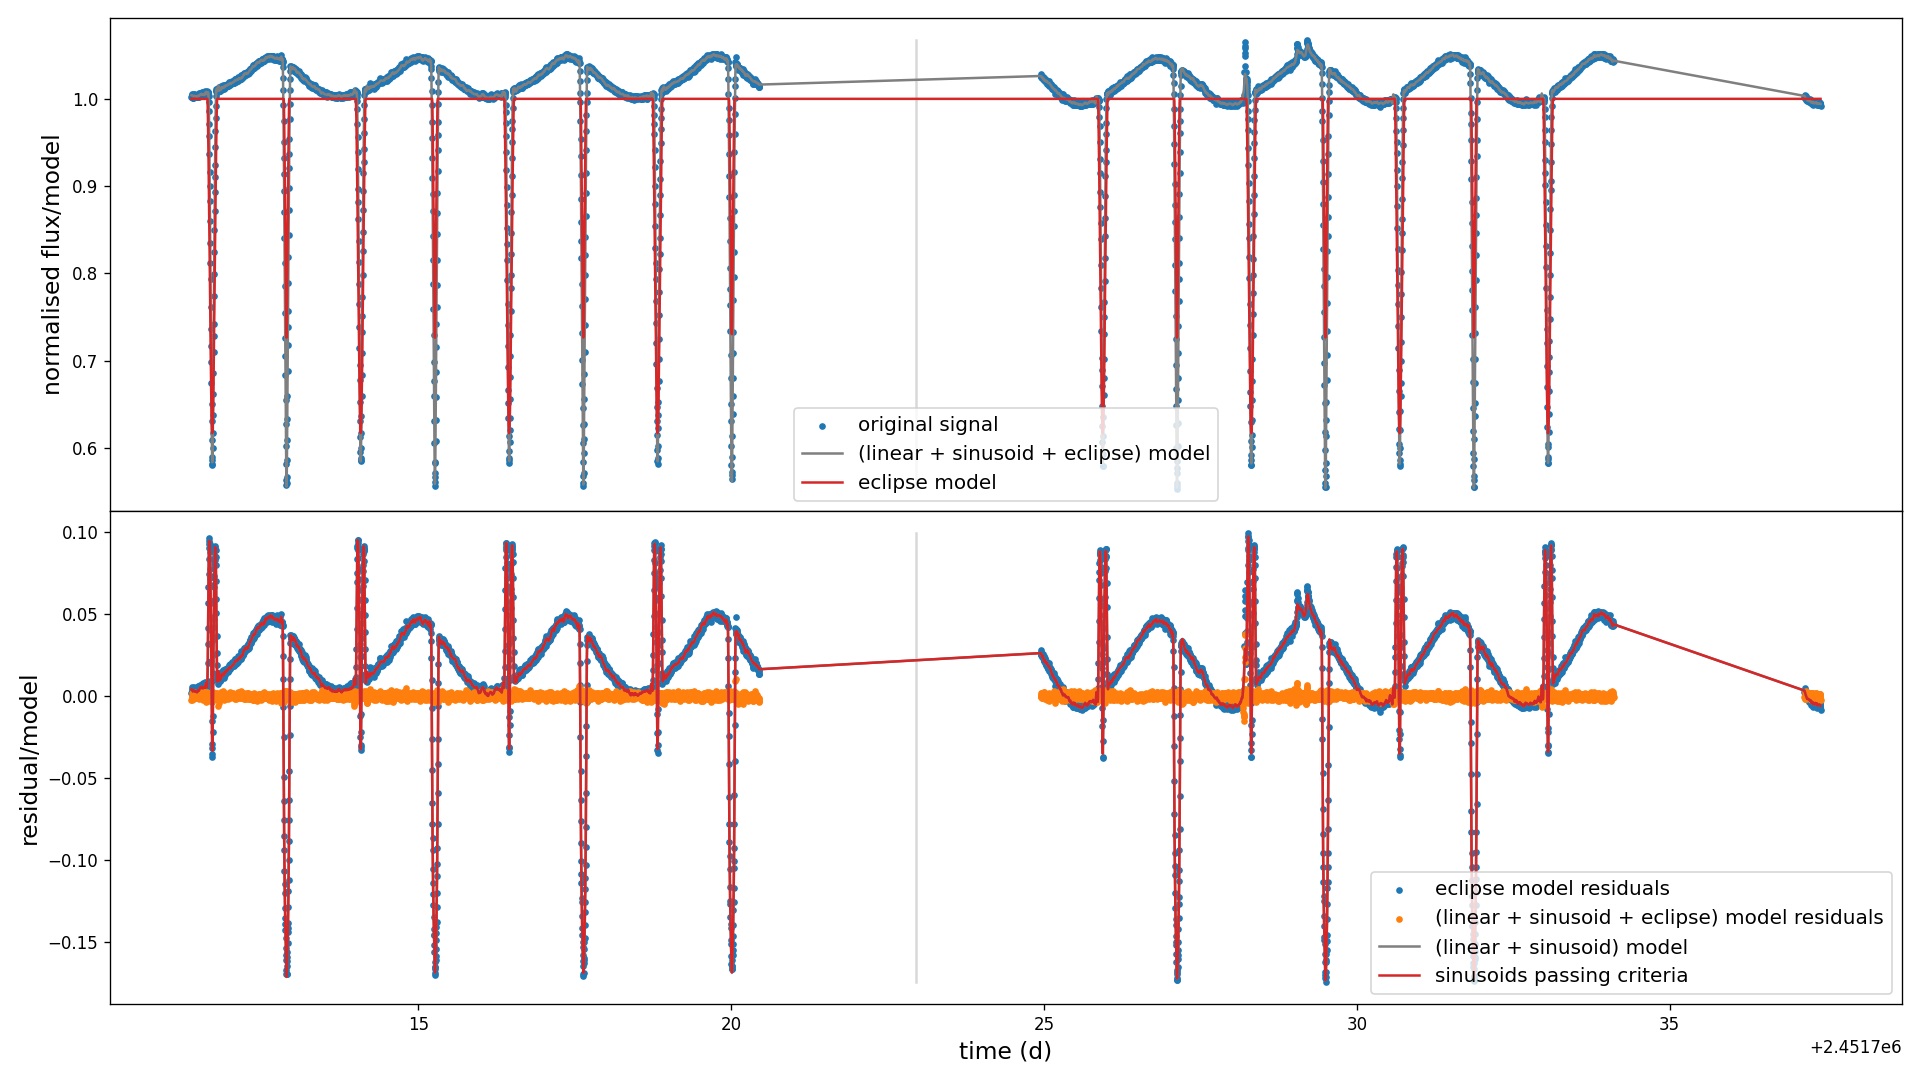 normalised flux/model
1.0
0.9
0.8
0.7
0.6
original signal
(linear + sinusoid + eclipse) model
eclipse model
residual/model
0.10
0.05
0.00
−0.05
−0.10
−0.15
eclipse model residuals
(linear + sinusoid + eclipse) model residuals
(linear + sinusoid) model
sinusoids passing criteria
15
20
25
30
35
time (d)
+2.4517e6